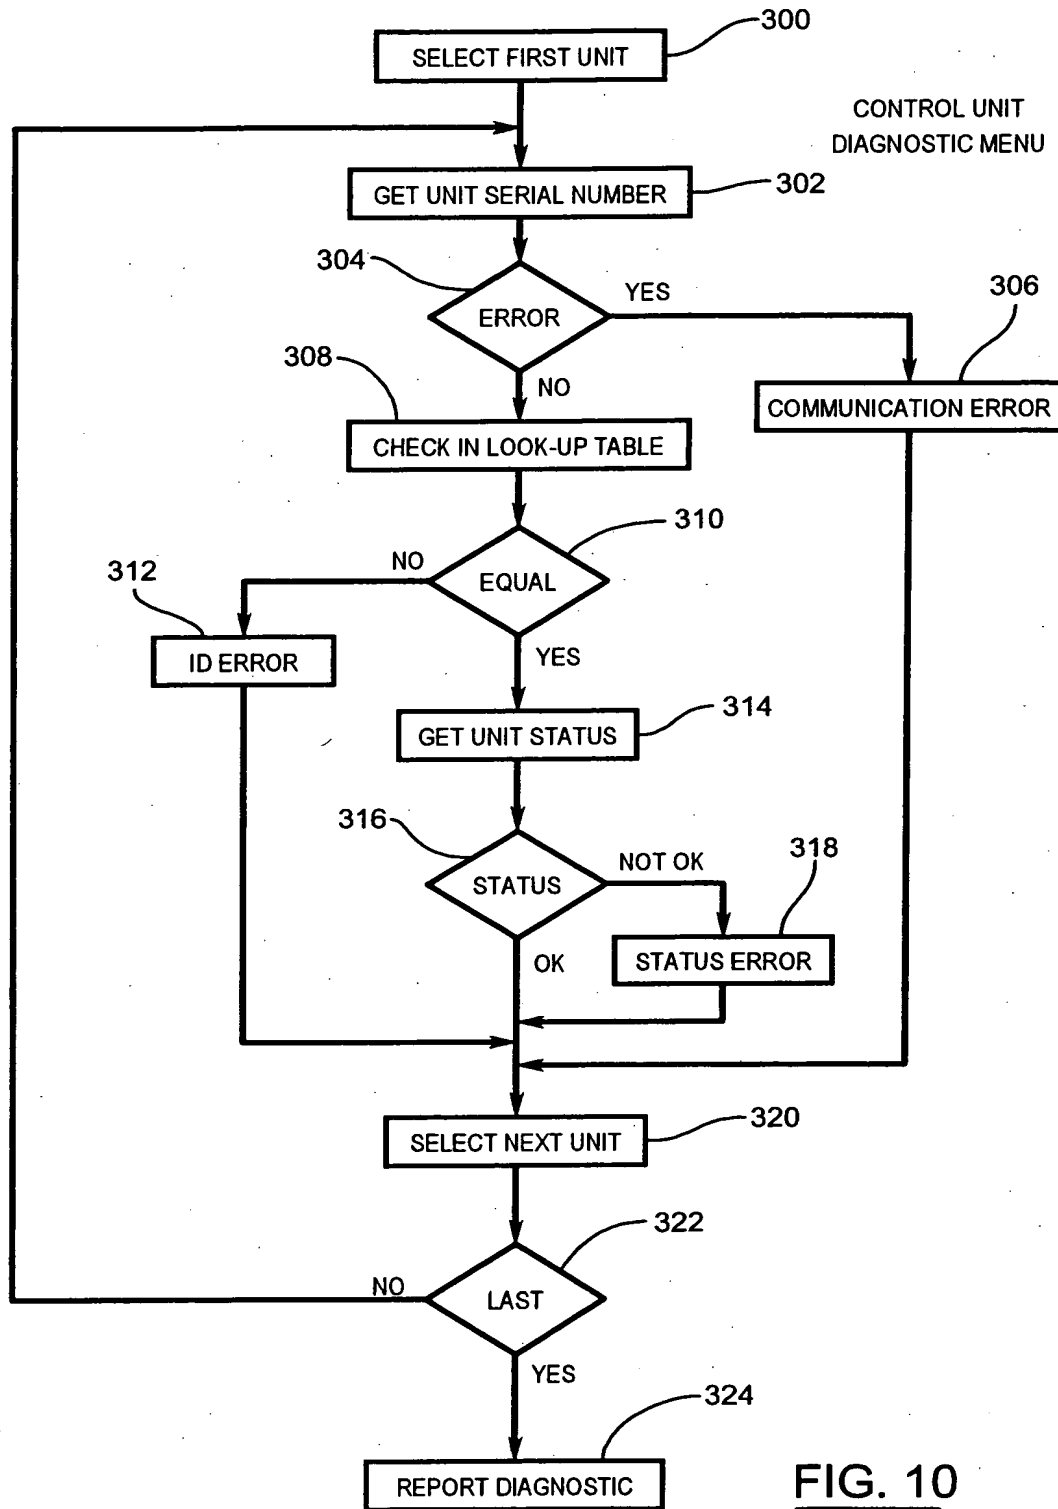 300
SELECT FIRST UNIT
CONTROL UNIT
DIAGNOSTIC MENU
GET UNIT SERIAL NUMBER
302
304
ERROR
YES
306
308
NO
COMMUNICATION ERROR
CHECK IN LOOK-UP TABLE
310
NO
EQUAL
312
ID ERROR
YES
GET UNIT STATUS
314
316
STATUS
NOT OK
318
OK
STATUS ERROR
SELECT NEXT UNIT
320
322
NO
LAST
YES
324
REPORT DIAGNOSTIC
FIG. 10